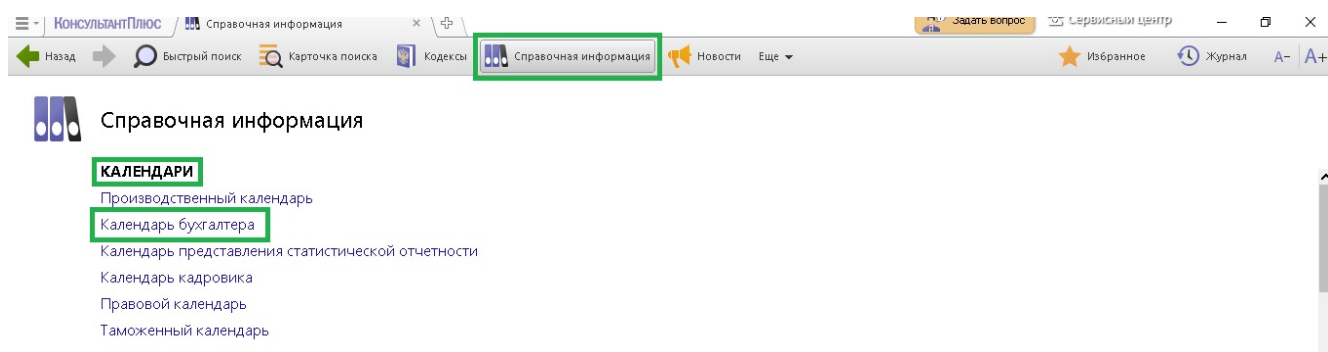 КонсультантПлюс Справочная информация Задать вопрос Сервисный центр
Назад Быстрый поиск Карточка поиска Кодексы Справочная информация Новости Еще Избранное Журнал А- А+
Справочная информация
КАЛЕНДАРИ
Производственный календарь
Календарь бухгалтера
Календарь представления статистической отчетности
Календарь кадровика
Правовой календарь
Таможенный календарь